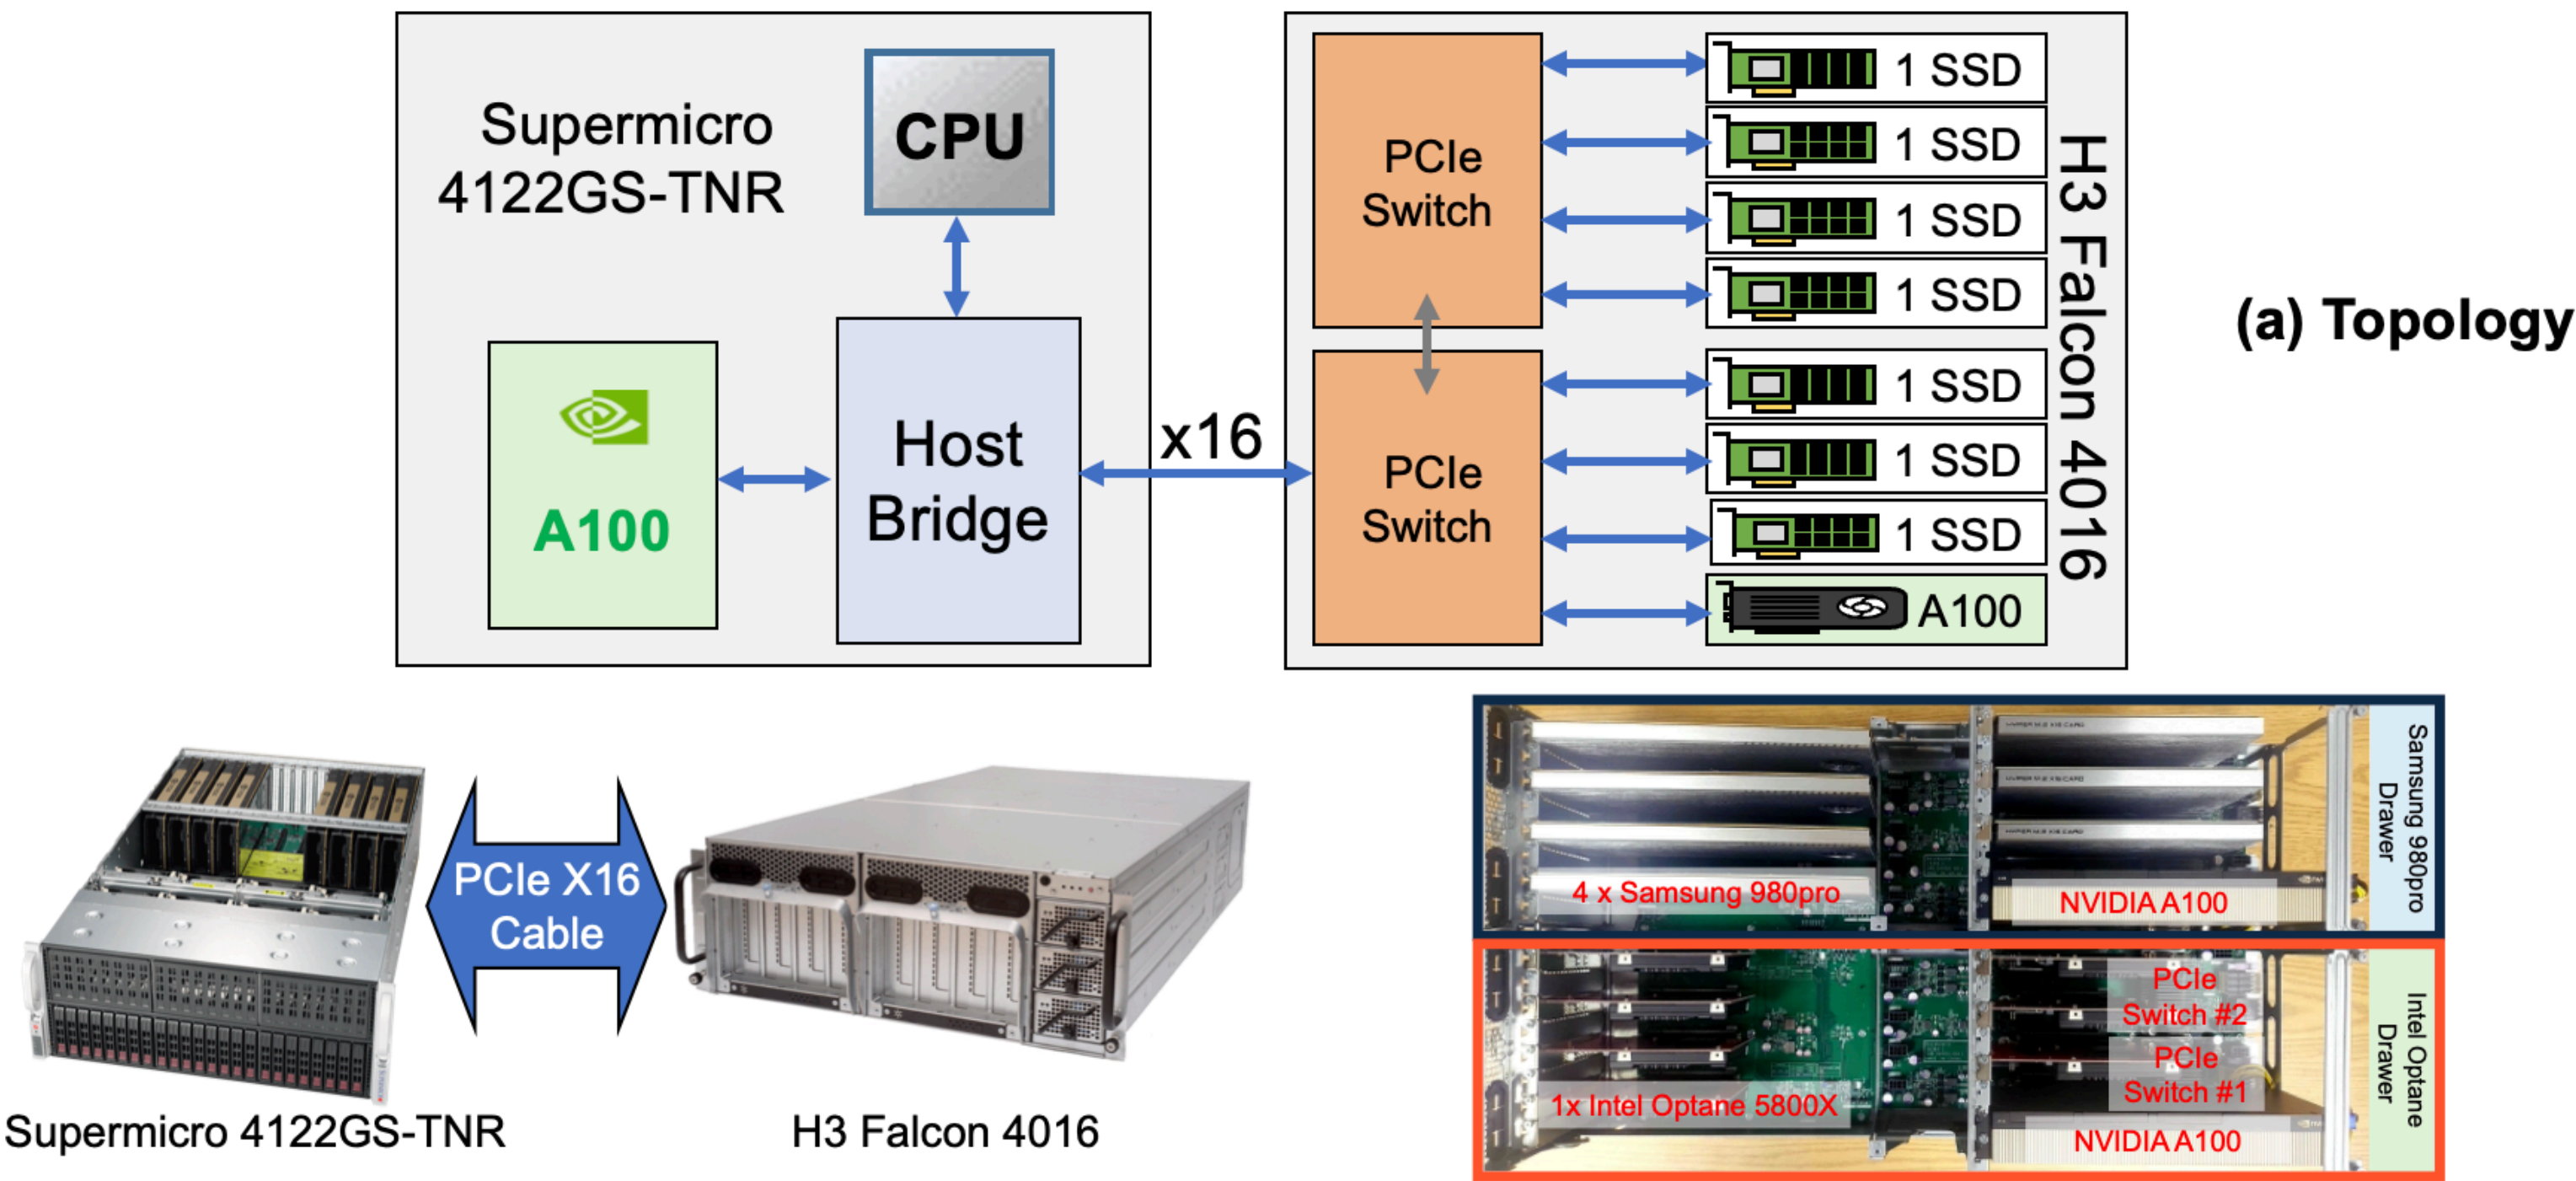 Supermicro
4122GS-TNR
CPU
A100
Host
Bridge
x16
PCIe
Switch
PCIe
Switch
1 SSD
1 SSD
1 SSD
1 SSD
1 SSD
1 SSD
1 SSD
A100
H3 Falcon 4016
(a) Topology
PCIe X16
Cable
Supermicro 4122GS-TNR
H3 Falcon 4016
4 x Samsung 980pro
NVIDIA A100
Samsung 980pro
Drawer
PCIe
Switch #2
PCIe
Switch #1
1x Intel Optane 5800X
NVIDIA A100
Intel Optane
Drawer